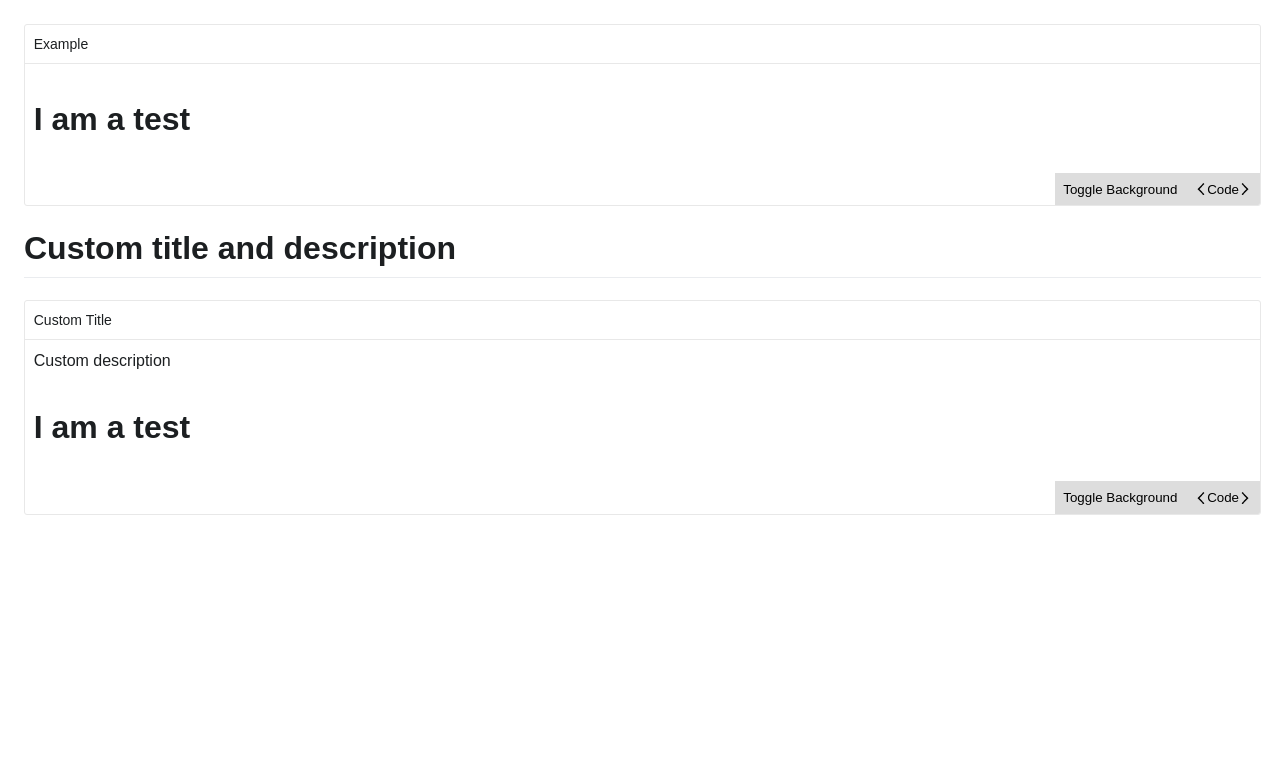 Example
I am a test
Toggle Background Code
Custom title and description
Custom Title
Custom description
I am a test
Toggle Background Code